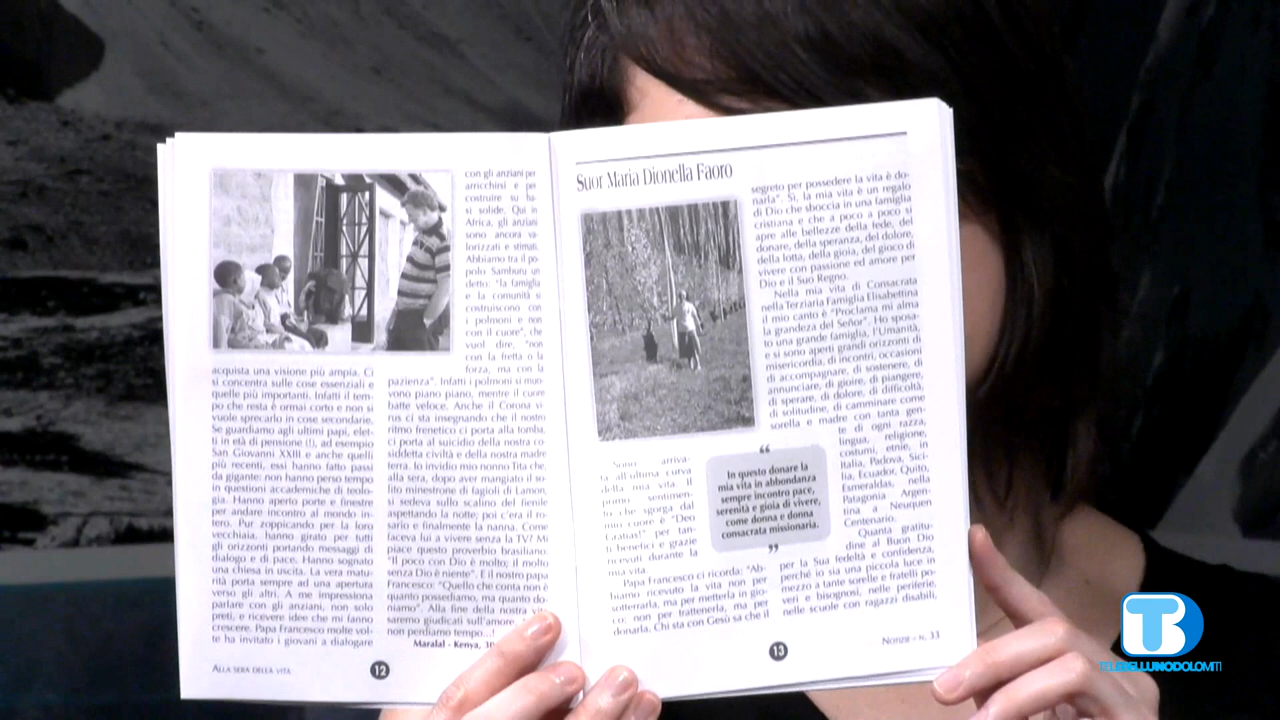 con gli anziani per
arricchirsi e per
costruire su ba-
si solide. Qui in
Africa, gli anziani
sono ancora va-
lorizzati e stimati.
Abbiamo tra il po-
polo Samburu un
detto: "la famiglia
e la comunità si
costruiscono con
i polmoni e non
con il cuore", che
vuol dire, "non
con la fretta o la
forza, ma con la
acquista una visione più ampia. Ci
si concentra sulle cose essenziali e
quelle più importanti. Infatti il tem-
po che resta è ormai corto e non si
vuole sprecarlo in cose secondarie.
Se guardiamo agli ultimi papi, elet-
ti in età di pensione (!), ad esempio
San Giovanni XXIII e anche quelli
più recenti, essi hanno fatto passi
da gigante: non hanno perso tempo
in questioni accademiche di teolo-
gia. Hanno aperto porte e finestre
per andare incontro al mondo in-
tero. Pur zoppicando per la loro
vecchiaia, hanno girato per tutti
gli orizzonti portando messaggi di
dialogo e di pace. Hanno sognato
una chiesa in uscita. La vera matu-
rità porta sempre ad una apertura
verso gli altri. A me impressiona
parlare con gli anziani, non solo
preti, e ricevere idee che mi fanno
crescere. Papa Francesco molte vol-
te ha invitato i giovani a dialogare
pazienza". Infatti i polmoni si muo-
vono piano piano, mentre il cuore
batte veloce. Anche il Corona vi-
rus ci sta insegnando che il nostro
ritmo frenetico ci porta alla tomba,
ci porta al suicidio della nostra co-
siddetta civiltà e della nostra madre
terra. Io invidio mio nonno Tita che
alla sera, dopo aver mangiato il so-
lito minestrone di fagioli di Lamon,
si sedeva sullo scalino del fienile
aspettando la notte; poi c'era il ro-
sario e finalmente la nanna. Come
faceva lui a vivere senza la TV? Mi
piace questo proverbio brasiliano.
"Il poco con Dio è molto; il molto
senza Dio è niente". E il nostro papa
Francesco: "Quello che conta non è
quanto possediamo, ma quanto do-
niamo". Alla fine della nostra vita
saremo giudicati sull'amore.
non perdiamo tempo...!
Maralal - Kenya,
Alla sera della vita
12
Suor Maria Dionella Faoro
Sono arriva-
ta all'ultima curva
della mia vita. Il
primo sentimen-
to che sgorga dal
mio cuore è "Deo
Gratias!" per tan-
ti benefici e grazie
ricevuti durante la
mia vita.
Papa Francesco ci ricorda: "Ab-
biamo ricevuto la vita non per
sotterrarla, ma per metterla in gio-
co; non per trattenerla, ma per
donarla. Chi sta con Gesù sa che il
“
In questo donare la
mia vita in abbondanza
sempre incontro pace,
serenità e gioia di vivere,
come donna e donna
consacrata missionaria.
”
segreto per possedere la vita è do-
narla". Sì, la mia vita è un regalo
di Dio che sboccia in una famiglia
cristiana e che a poco a poco si
apre alle bellezze della fede, del
donare, della speranza, del dolore,
della lotta, della gioia, del gioco di
vivere con passione ed amore per
Dio e il Suo Regno.
Nella mia vita di Consacrata
nella Terziaria Famiglia Elisabettina
il mio canto è "Proclama mi alma
la grandeza del Señor". Ho sposa-
to una grande famiglia, l'Umanità,
e si sono aperti grandi orizzonti di
misericordia, di incontri, occasioni
di accompagnare, di sostenere, di
annunciare, di gioire, di piangere,
di sperare, di dolore, di difficoltà,
di solitudine, di camminare come
sorella e madre con tanta gen-
te di ogni razza,
lingua, religione,
costumi, etnie, in
Italia, Padova, Sici-
lia, Ecuador, Quito,
Esmeraldas, nella
Patagonia Argen-
tina a Neuquen
Centenario.
Quanta gratitu-
dine al Buon Dio
per la Sua fedeltà e confidenza,
perché io sia una piccola luce in
mezzo a tante sorelle e fratelli po-
veri e bisognosi, nelle periferie,
nelle scuole con ragazzi disabili,
13
Notizie - n. 33
TB
TELEBELLUNODOLOMITI